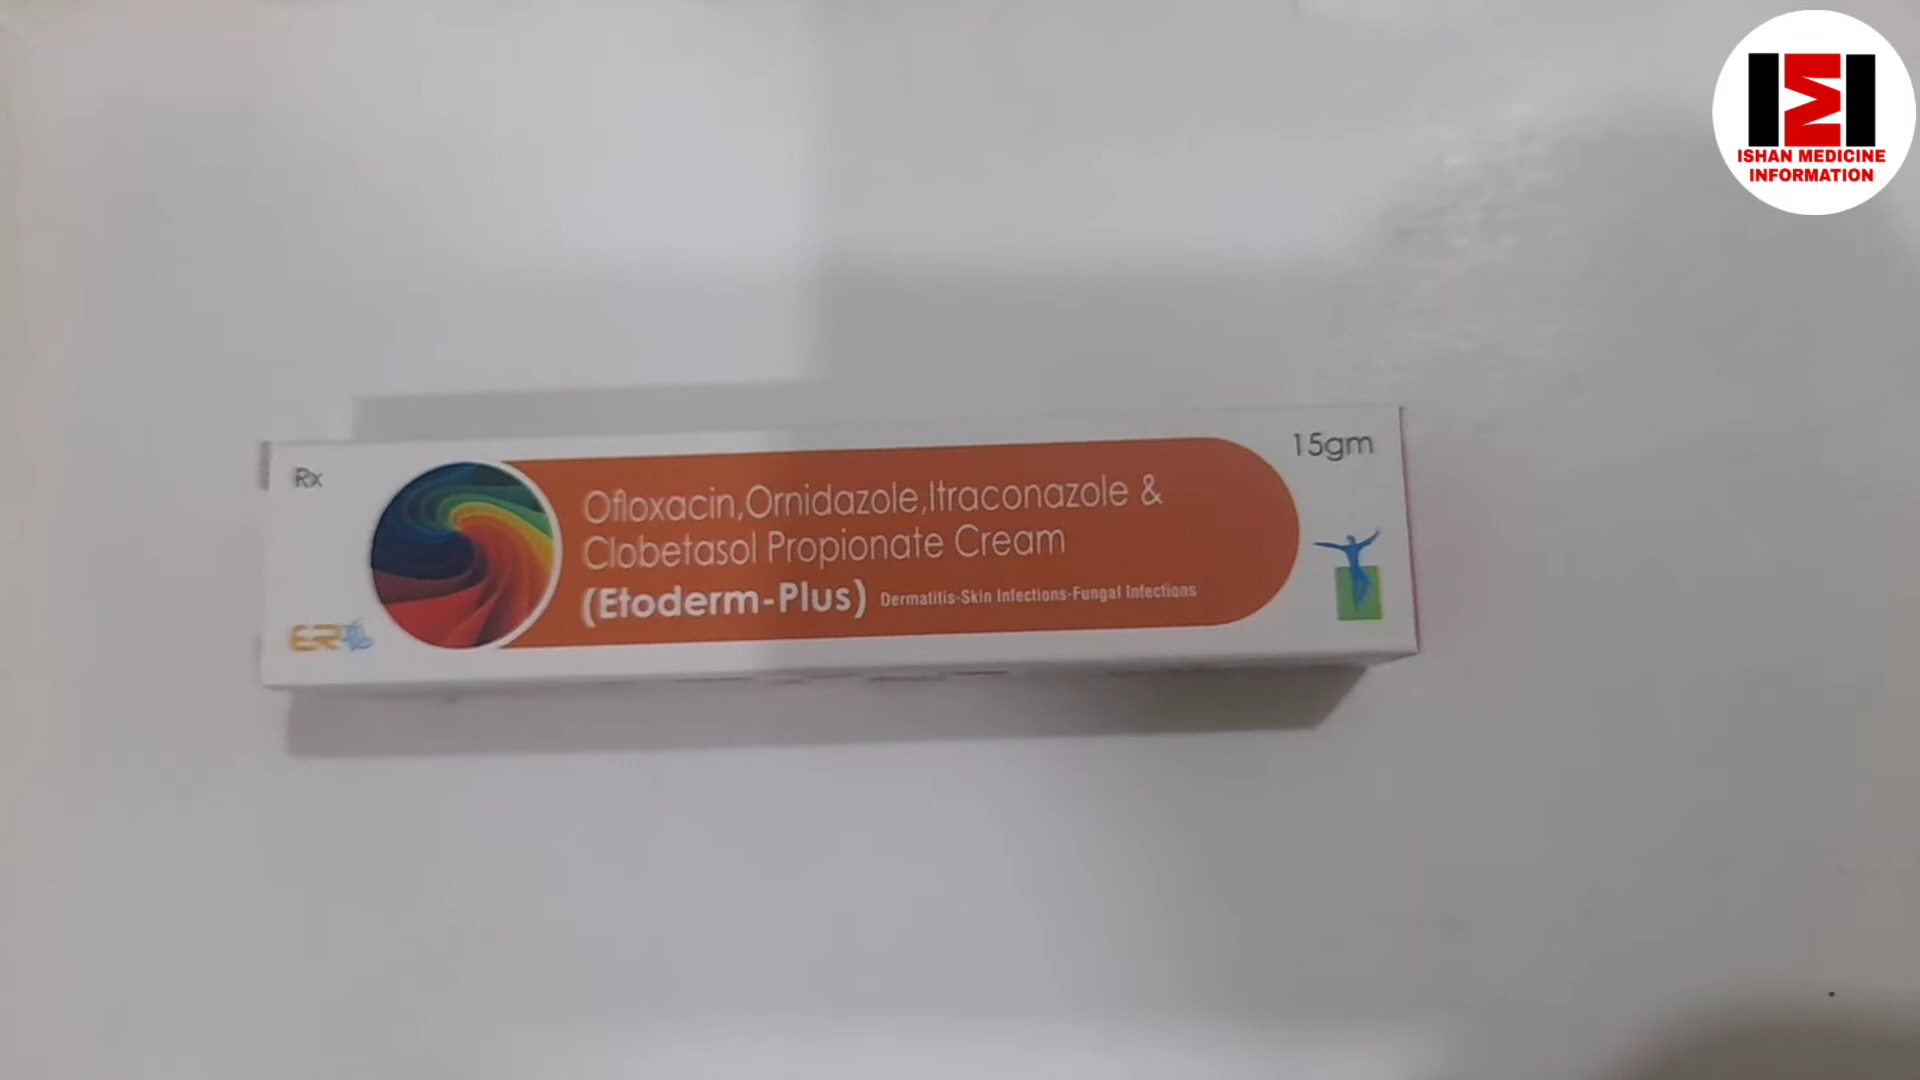 ISHAN MEDICINE
INFORMATION
Rx
15gm
Ofloxacin,Ornidazole,Itraconazole &
Clobetasol Propionate Cream
(Etoderm-Plus) Dermatitis-Skin Infections-Fungal Infections